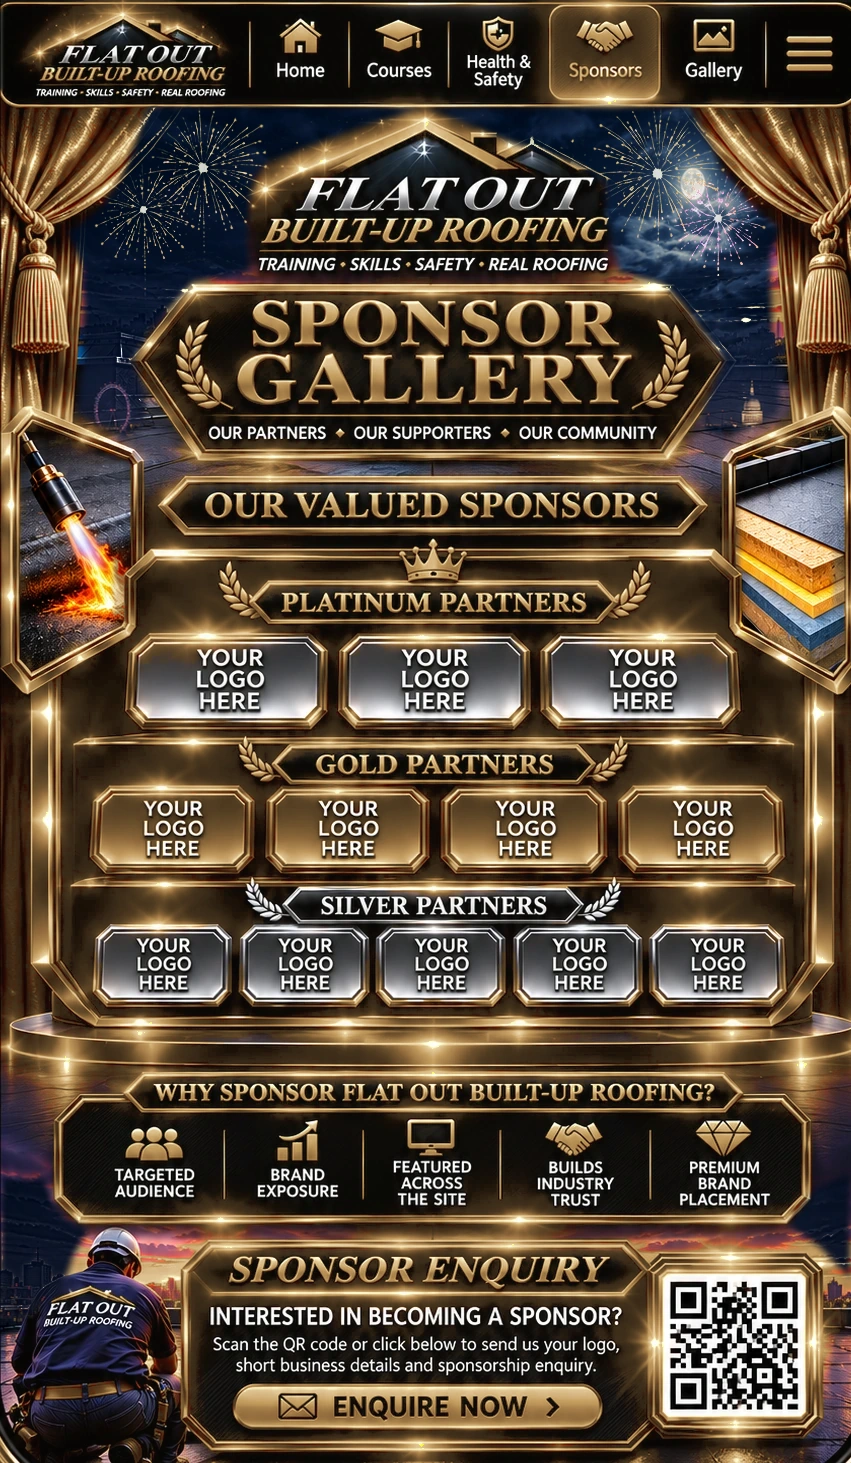 FLAT OUT
BUILT-UP ROOFING
TRAINING • SKILLS • SAFETY • REAL ROOFING
Home
Courses
Health &
Safety
Sponsors
Gallery
FLAT OUT
BUILT-UP ROOFING
TRAINING • SKILLS • SAFETY • REAL ROOFING
SPONSOR
GALLERY
OUR PARTNERS ◆ OUR SUPPORTERS ◆ OUR COMMUNITY
OUR VALUED SPONSORS
PLATINUM PARTNERS
YOUR
LOGO
HERE
YOUR
LOGO
HERE
YOUR
LOGO
HERE
GOLD PARTNERS
YOUR
LOGO
HERE
YOUR
LOGO
HERE
YOUR
LOGO
HERE
YOUR
LOGO
HERE
SILVER PARTNERS
YOUR
LOGO
HERE
YOUR
LOGO
HERE
YOUR
LOGO
HERE
YOUR
LOGO
HERE
YOUR
LOGO
HERE
WHY SPONSOR FLAT OUT BUILT-UP ROOFING?
TARGETED
AUDIENCE
BRAND
EXPOSURE
FEATURED
ACROSS
THE SITE
BUILDS
INDUSTRY
TRUST
PREMIUM
BRAND
PLACEMENT
FLAT OUT
BUILT-UP ROOFING
SPONSOR ENQUIRY
INTERESTED IN BECOMING A SPONSOR?
Scan the QR code or click below to send us your logo,
short business details and sponsorship enquiry.
ENQUIRE NOW >